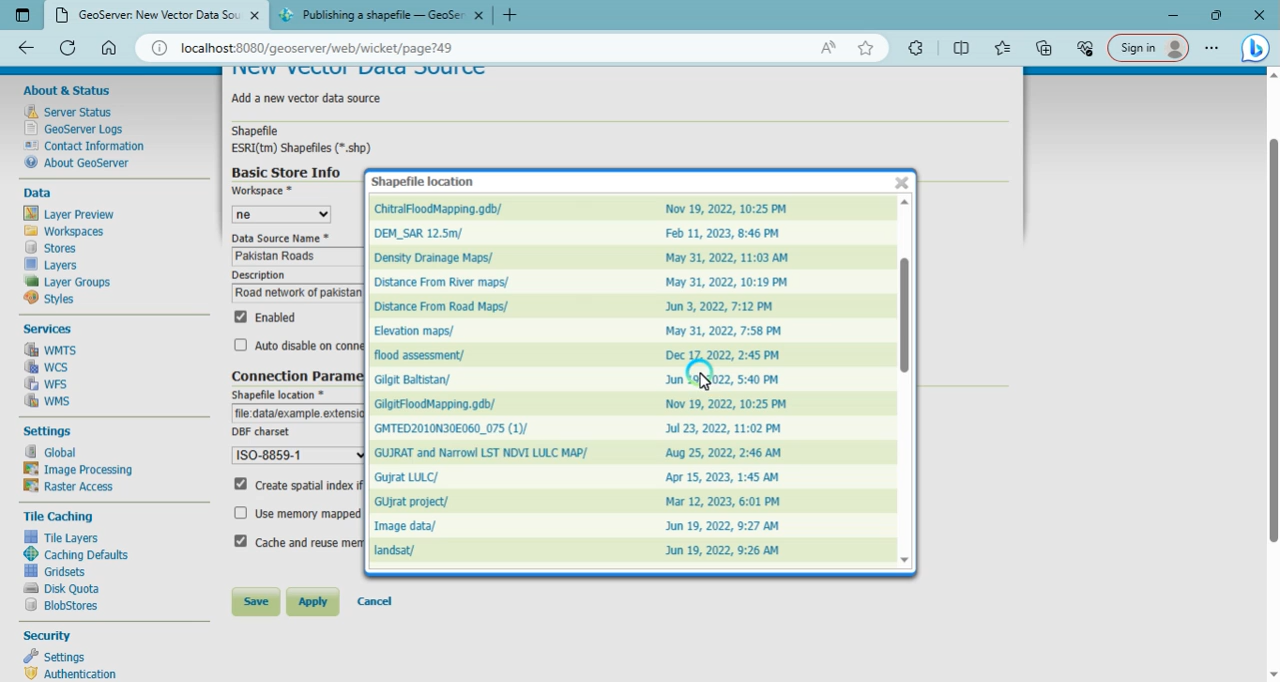 GeoServer: New Vector Data Sou
Publishing a shapefile — GeoSer
localhost:8080/geoserver/web/wicket/page?49
Sign in
New Vector Data Source
Add a new vector data source
Shapefile
ESRI(tm) Shapefiles (*.shp)
Basic Store Info
Workspace *
ne
Data Source Name *
Pakistan Roads
Description
Road network of pakistan
Enabled
Auto disable on conne
Connection Parame
Shapefile location *
file:data/example.extensio
DBF charset
ISO-8859-1
Create spatial index if
Use memory mapped
Cache and reuse mem
Save
Apply
Cancel
About & Status
Server Status
GeoServer Logs
Contact Information
About GeoServer
Data
Layer Preview
Workspaces
Stores
Layers
Layer Groups
Styles
Services
WMTS
WCS
WFS
WMS
Settings
Global
Image Processing
Raster Access
Tile Caching
Tile Layers
Caching Defaults
Gridsets
Disk Quota
BlobStores
Security
Settings
Authentication
Shapefile location
ChitralFloodMapping.gdb/ Nov 19, 2022, 10:25 PM
DEM_SAR 12.5m/ Feb 11, 2023, 8:46 PM
Density Drainage Maps/ May 31, 2022, 11:03 AM
Distance From River maps/ May 31, 2022, 10:19 PM
Distance From Road Maps/ Jun 3, 2022, 7:12 PM
Elevation maps/ May 31, 2022, 7:58 PM
flood assessment/ Dec 17, 2022, 2:45 PM
Gilgit Baltistan/ Jun 19, 2022, 5:40 PM
GilgitFloodMapping.gdb/ Nov 19, 2022, 10:25 PM
GMTED2010N30E060_075 (1)/ Jul 23, 2022, 11:02 PM
GUJRAT and Narrowl LST NDVI LULC MAP/ Aug 25, 2022, 2:46 AM
Gujrat LULC/ Apr 15, 2023, 1:45 AM
GUjrat project/ Mar 12, 2023, 6:01 PM
Image data/ Jun 19, 2022, 9:27 AM
landsat/ Jun 19, 2022, 9:26 AM